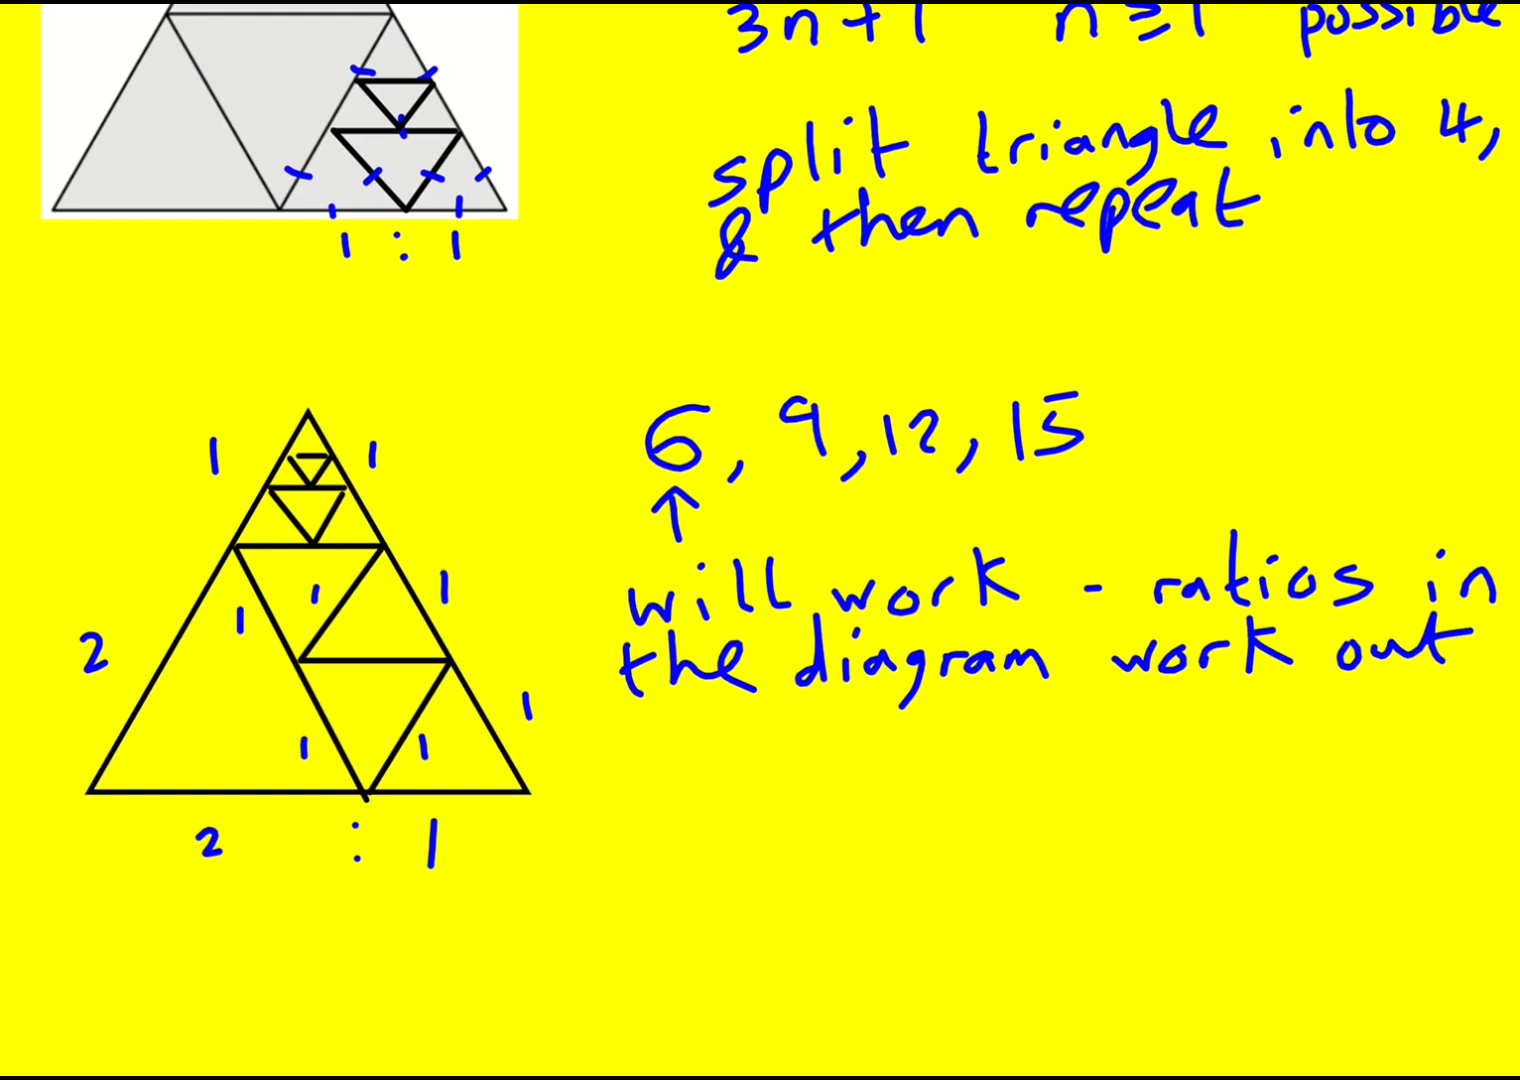 3n + 1 n ≥ 1 possible
split triangle into 4,
& then repeat
1 : 1
6, 9, 12, 15
↑
will work - ratios in
the diagram work out
1 1
1 1 1
2
1
1 1
2 : 1